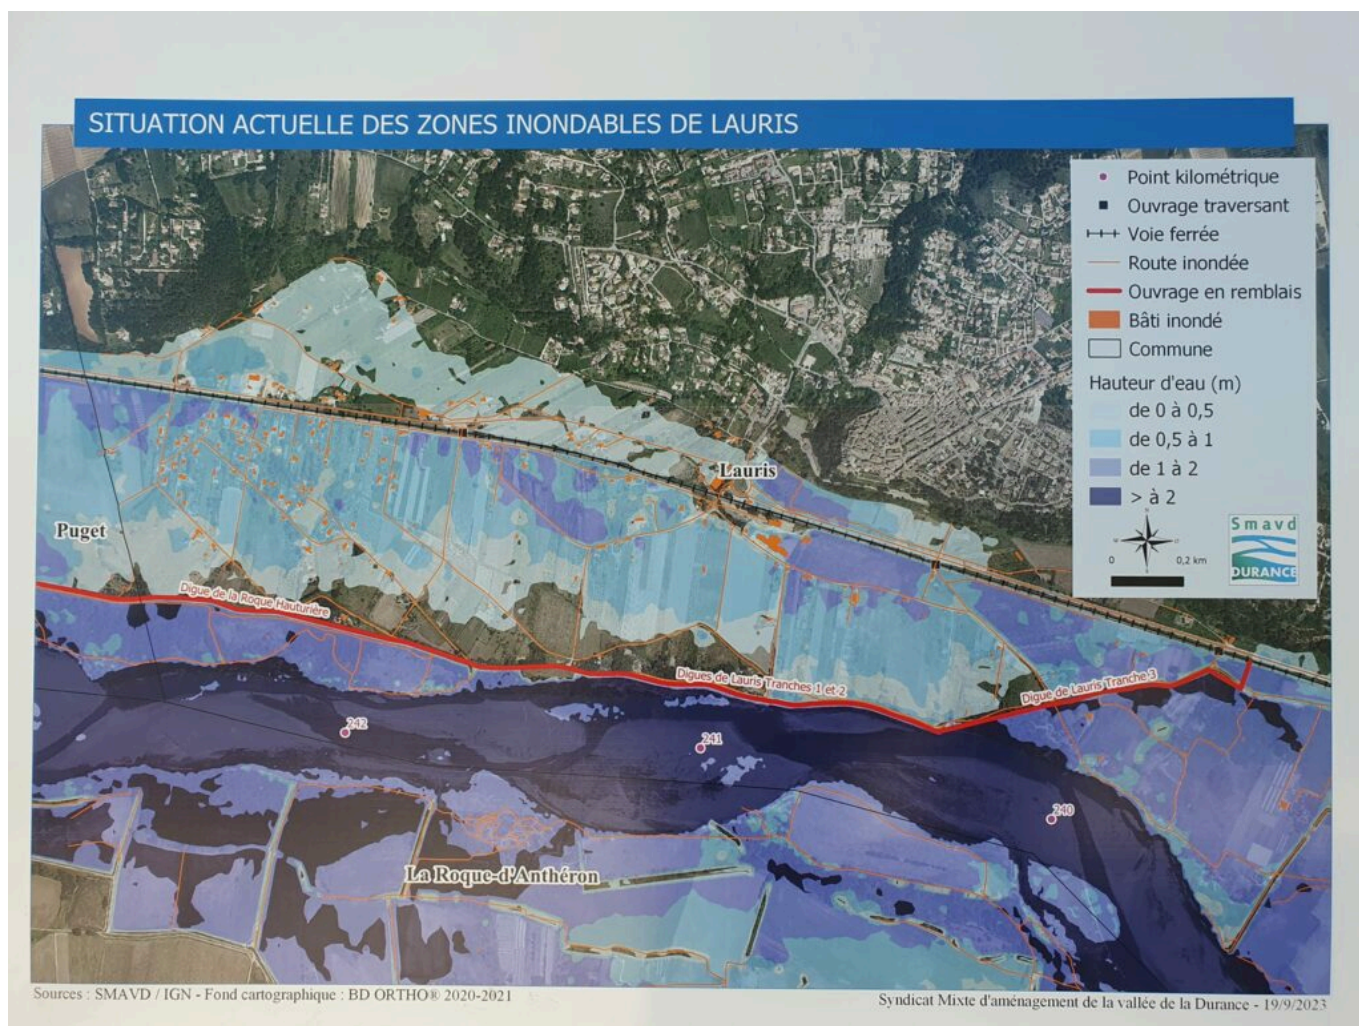 SITUATION ACTUELLE DES ZONES INONDABLES DE LAURIS
Point kilométrique
Ouvrage traversant
Voie ferrée
Route inondée
Ouvrage en remblais
Bâti inondé
Commune
Hauteur d'eau (m)
de 0 à 0,5
de 0,5 à 1
de 1 à 2
> à 2
0 0,2 km
Smavd
DURANCE
Lauris
Puget
Digue de la Roque Hauturière
Digues de Lauris Tranches 1 et 2
Digue de Lauris Tranche 3
242
241
240
La Roque-d'Anthéron
Sources : SMAVD / IGN - Fond cartographique : BD ORTHO® 2020-2021
Syndicat Mixte d'aménagement de la vallée de la Durance - 19/9/2023